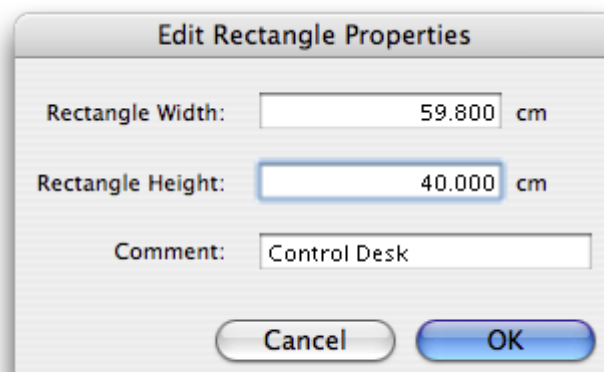 Edit Rectangle Properties
Rectangle Width: 59.800 cm
Rectangle Height: 40.000 cm
Comment: Control Desk
Cancel OK